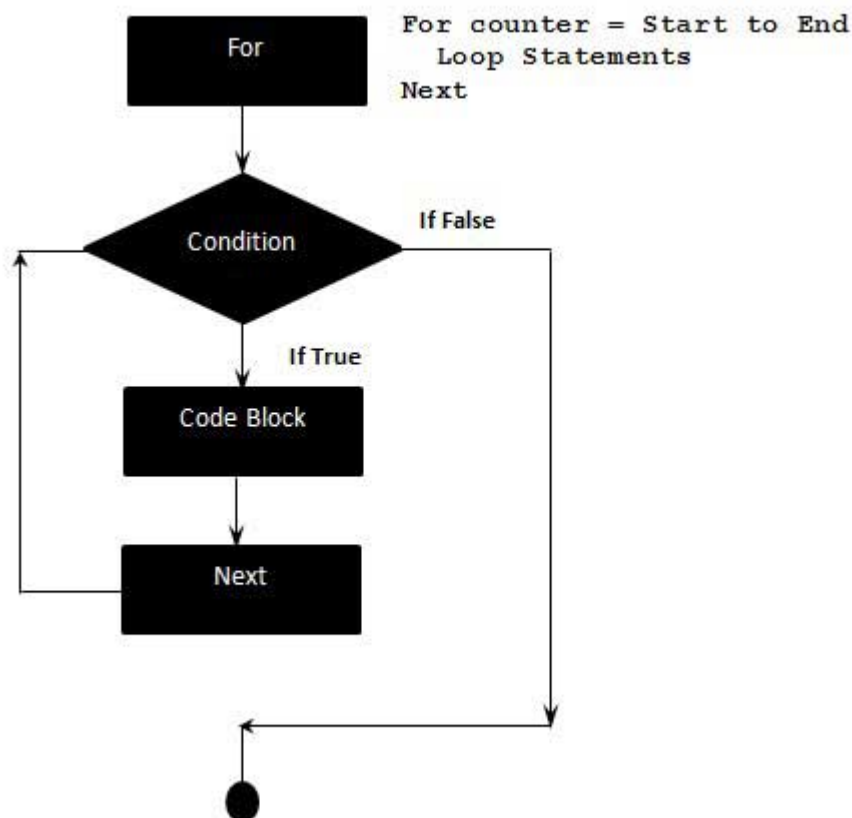 For
For counter = Start to End
Loop Statements
Next
Condition
If False
If True
Code Block
Next